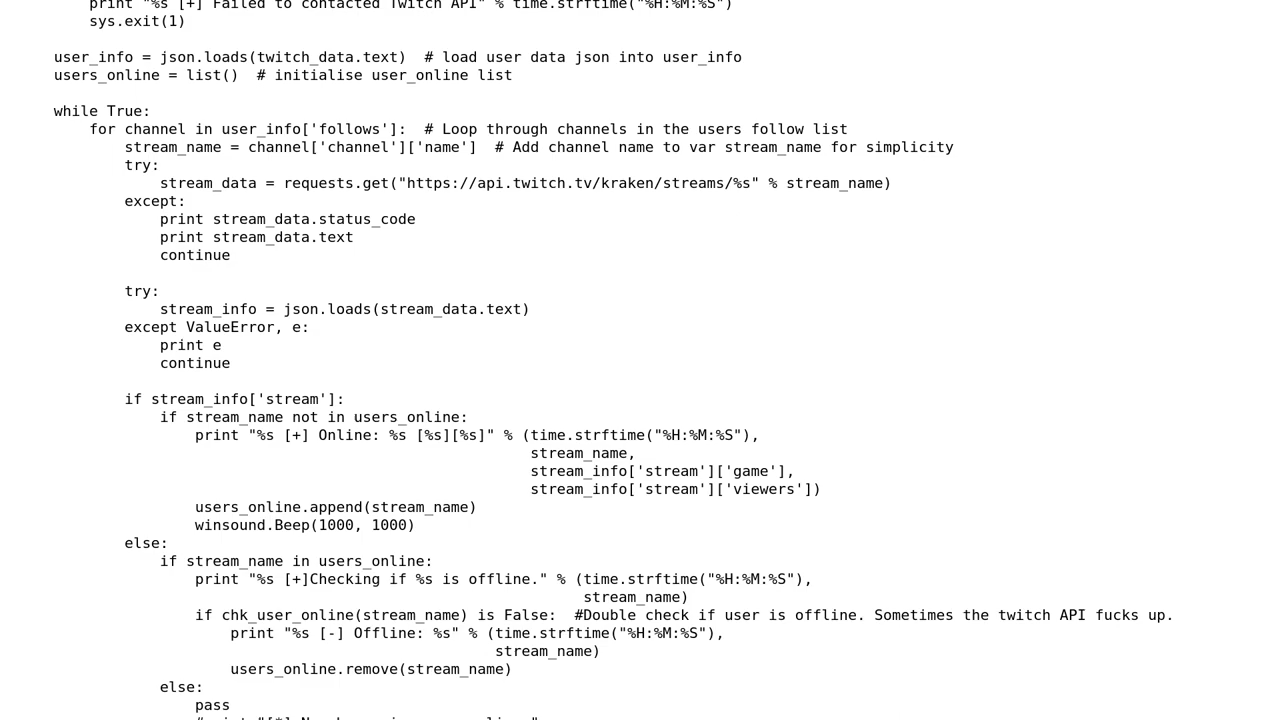 print "%s [+] Failed to contacted Twitch API" % time.strftime("%H:%M:%S")
sys.exit(1)
user_info = json.loads(twitch_data.text)  # load user data json into user_info
users_online = list()  # initialise user_online list
while True:
for channel in user_info['follows']:  # Loop through channels in the users follow list
stream_name = channel['channel']['name']  # Add channel name to var stream_name for simplicity
try:
stream_data = requests.get("https://api.twitch.tv/kraken/streams/%s" % stream_name)
except:
print stream_data.status_code
print stream_data.text
continue
try:
stream_info = json.loads(stream_data.text)
except ValueError, e:
print e
continue
if stream_info['stream']:
if stream_name not in users_online:
print "%s [+] Online: %s [%s][%s]" % (time.strftime("%H:%M:%S"),
stream_name,
stream_info['stream']['game'],
stream_info['stream']['viewers'])
users_online.append(stream_name)
winsound.Beep(1000, 1000)
else:
if stream_name in users_online:
print "%s [+]Checking if %s is offline." % (time.strftime("%H:%M:%S"),
stream_name)
if chk_user_online(stream_name) is False:  #Double check if user is offline. Sometimes the twitch API fucks up.
print "%s [-] Offline: %s" % (time.strftime("%H:%M:%S"),
stream_name)
users_online.remove(stream_name)
else:
pass